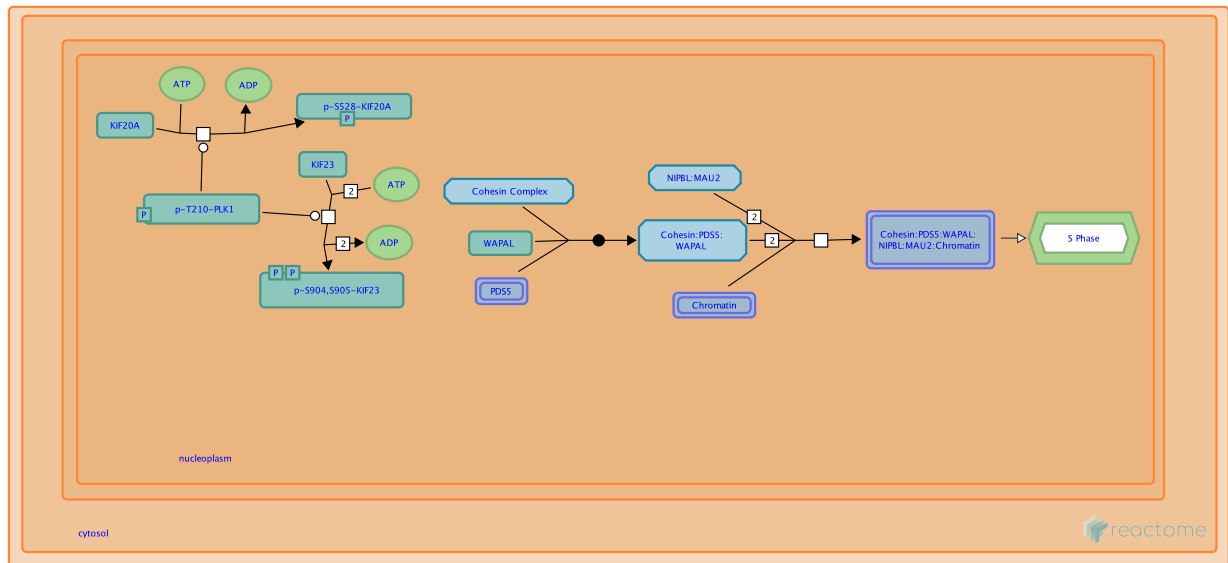 ATP
ADP
p-S528-KIF20A
P
KIF20A
KIF23
2
ATP
p-T210-PLK1
P
2
ADP
P
P
p-S904,S905-KIF23
Cohesin Complex
WAPAL
PDS5
NIPBL:MAU2
2
Cohesin:PDS5:
WAPAL
2
Chromatin
Cohesin:PDS5:WAPAL:
NIPBL:MAU2:Chromatin
S Phase
nucleoplasm
cytosol
reactome